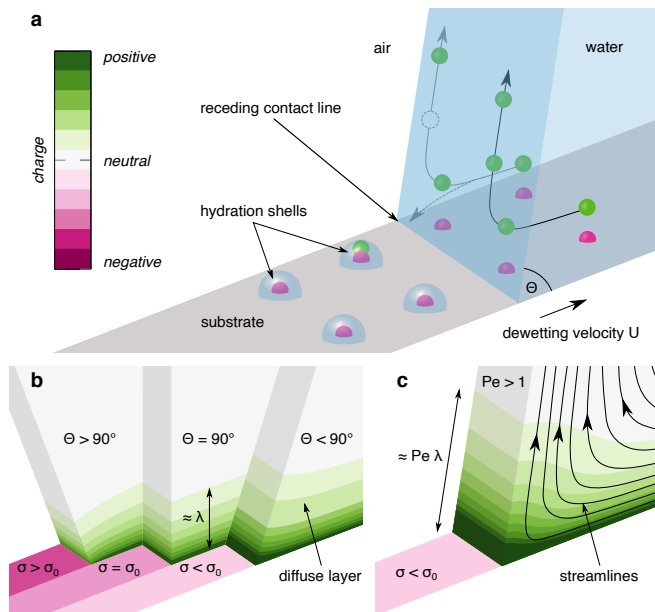 a
positive
neutral
negative
charge
air
water
receding contact line
hydration shells
substrate
Θ
dewetting velocity U
b
Θ > 90°
Θ = 90°
Θ < 90°
≈ λ
σ > σ₀
σ = σ₀
σ < σ₀
diffuse layer
c
Pe > 1
≈ Pe λ
σ < σ₀
streamlines